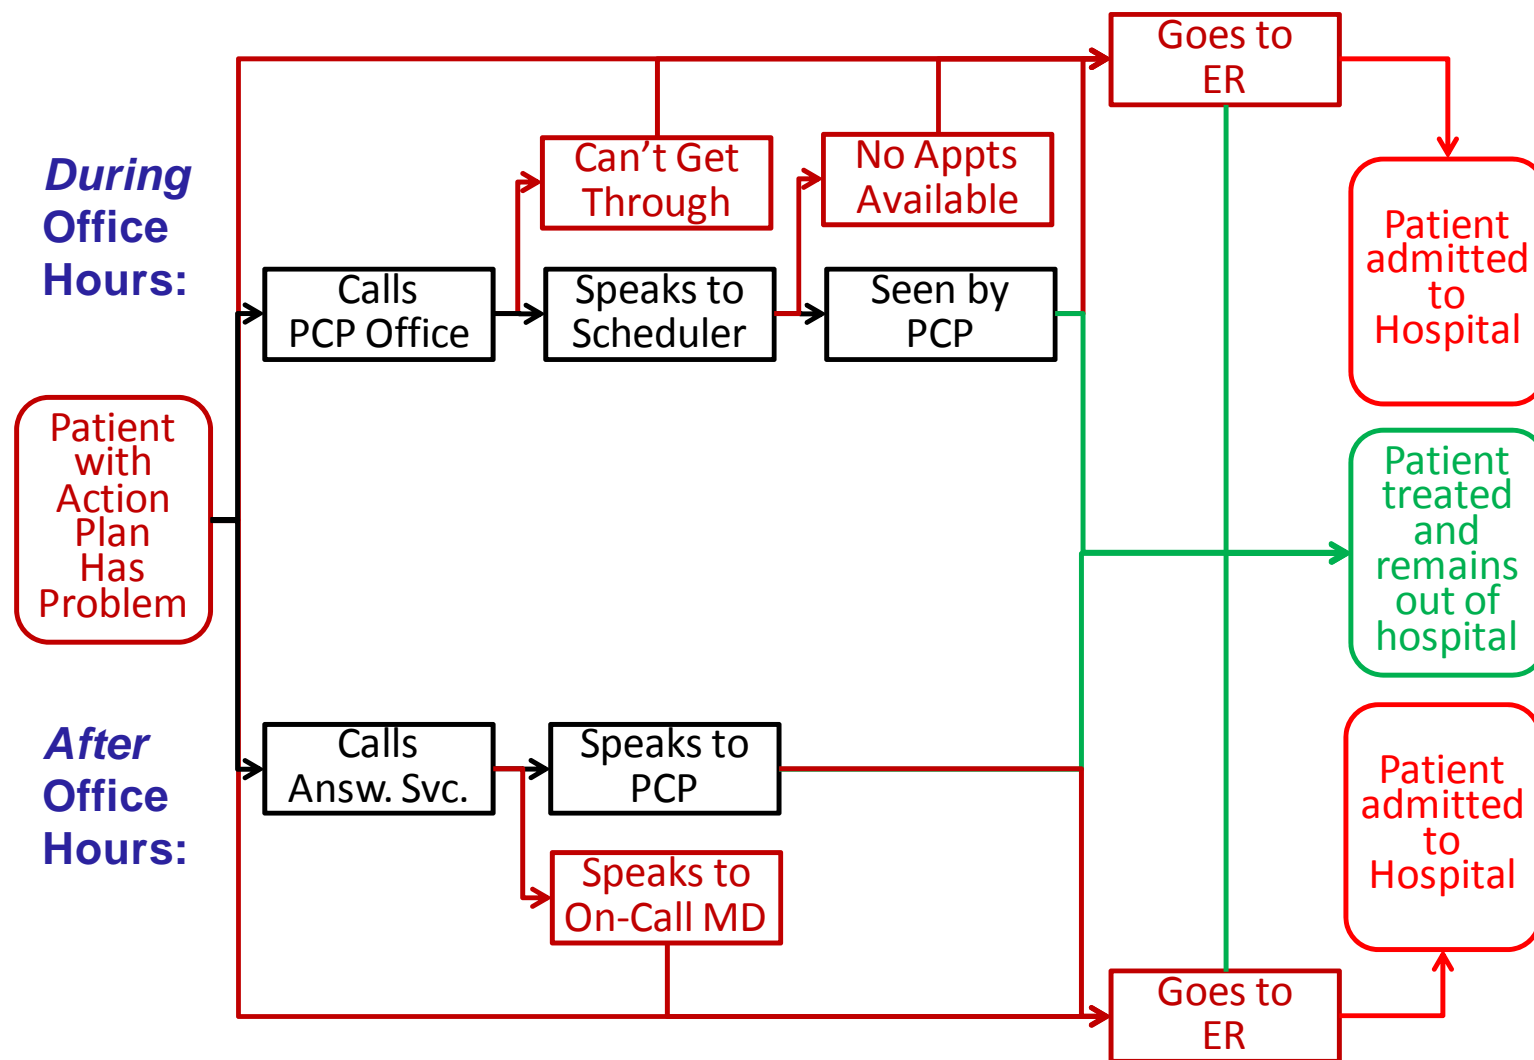 Goes to
ER
Can't Get
Through
No Appts
Available
During
Office
Hours:
Patient
admitted
to
Hospital
Calls
PCP Office
Speaks to
Scheduler
Seen by
PCP
Patient
with
Action
Plan
Has
Problem
Patient
treated
and
remains
out of
hospital
After
Office
Hours:
Calls
Answ. Svc.
Speaks to
PCP
Patient
admitted
to
Hospital
Speaks to
On-Call MD
Goes to
ER